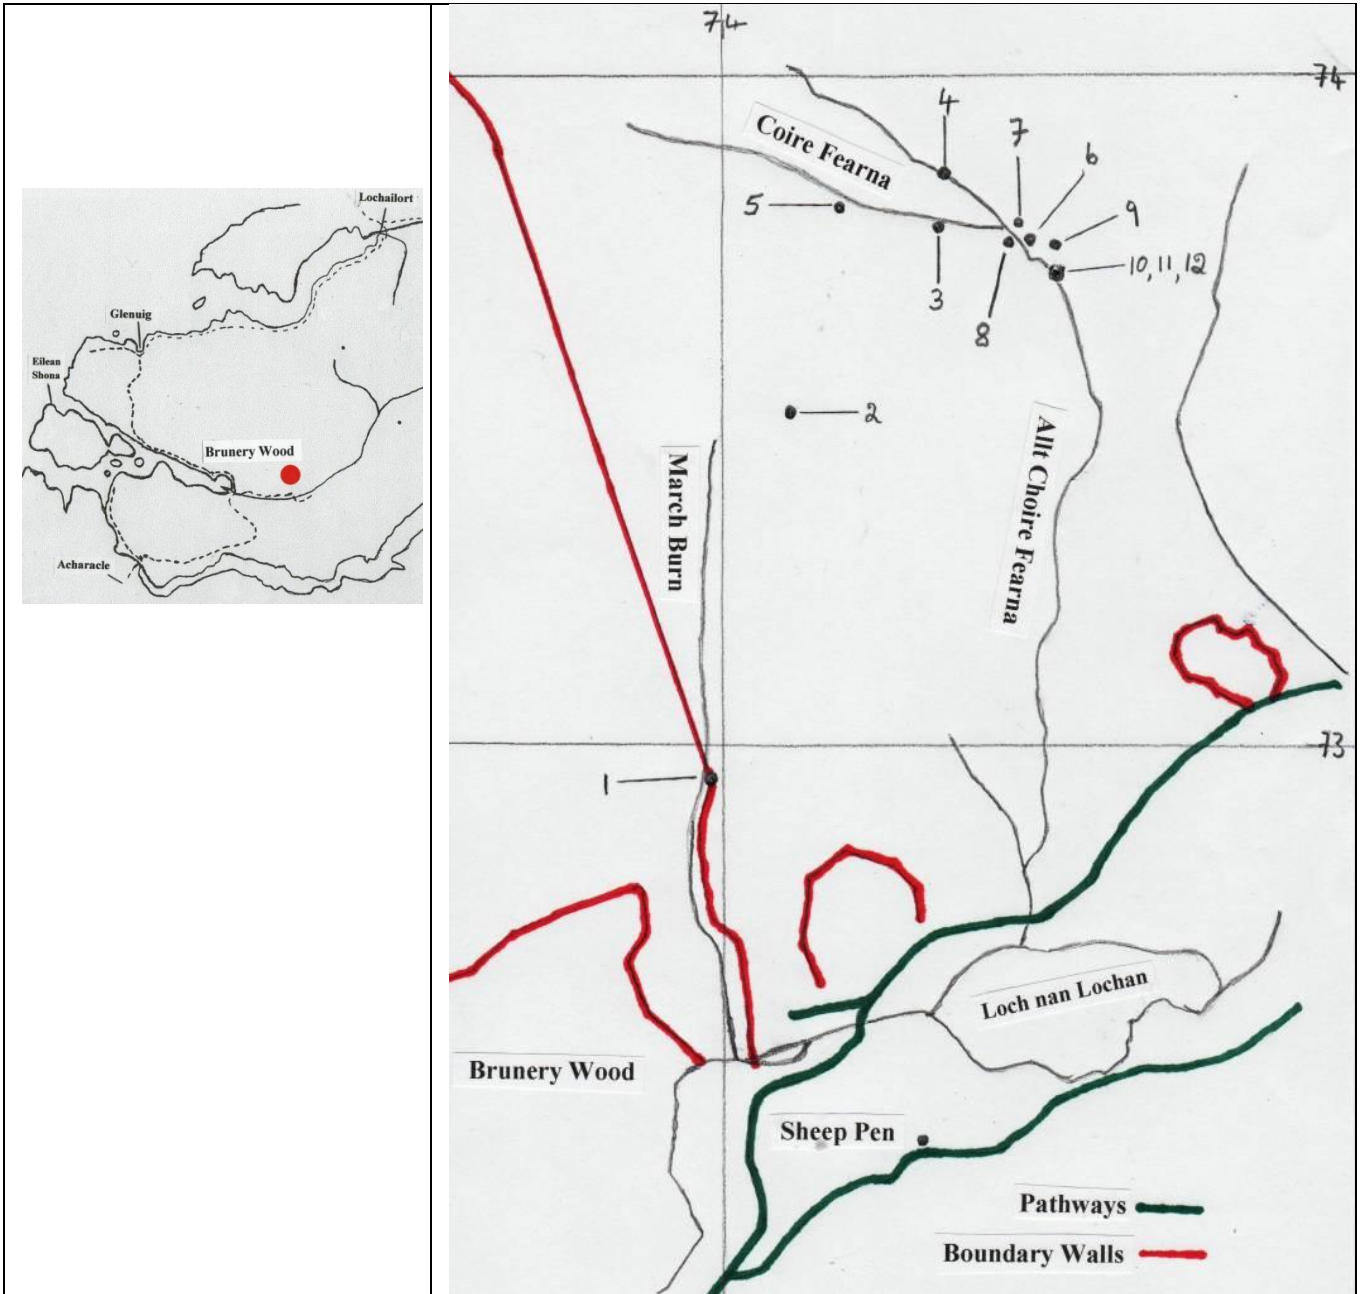 Lochailort
Glenuig
Eilean
Shona
Brunery Wood
Acharacle
74
74
4
Coire Fearna
7
6
5
9
10, 11, 12
3
8
2
March Burn
Allt Choire Fearna
73
1
Loch nan Lochan
Brunery Wood
Sheep Pen
Pathways
Boundary Walls